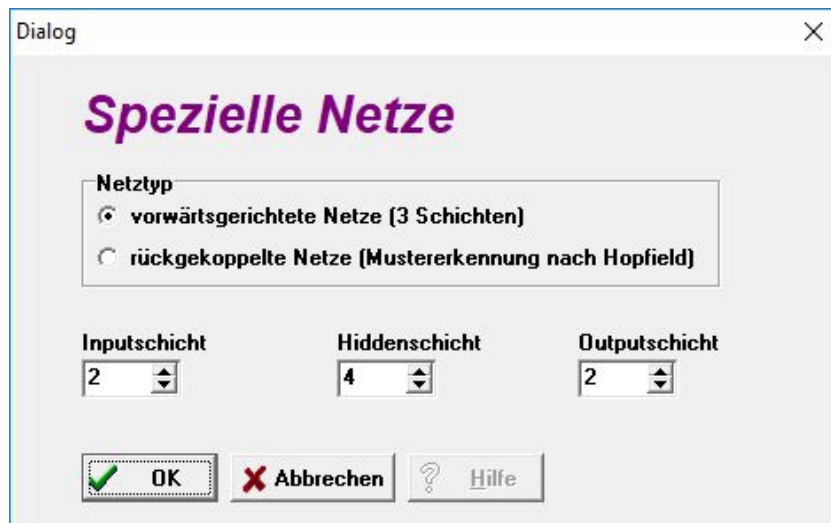 Dialog
Spezielle Netze
Netztyp
vorwärtsgerichtete Netze (3 Schichten)
rückgekoppelte Netze (Mustererkennung nach Hopfield)
Inputschicht Hiddenschicht Outputschicht
2 4 2
OK Abbrechen Hilfe